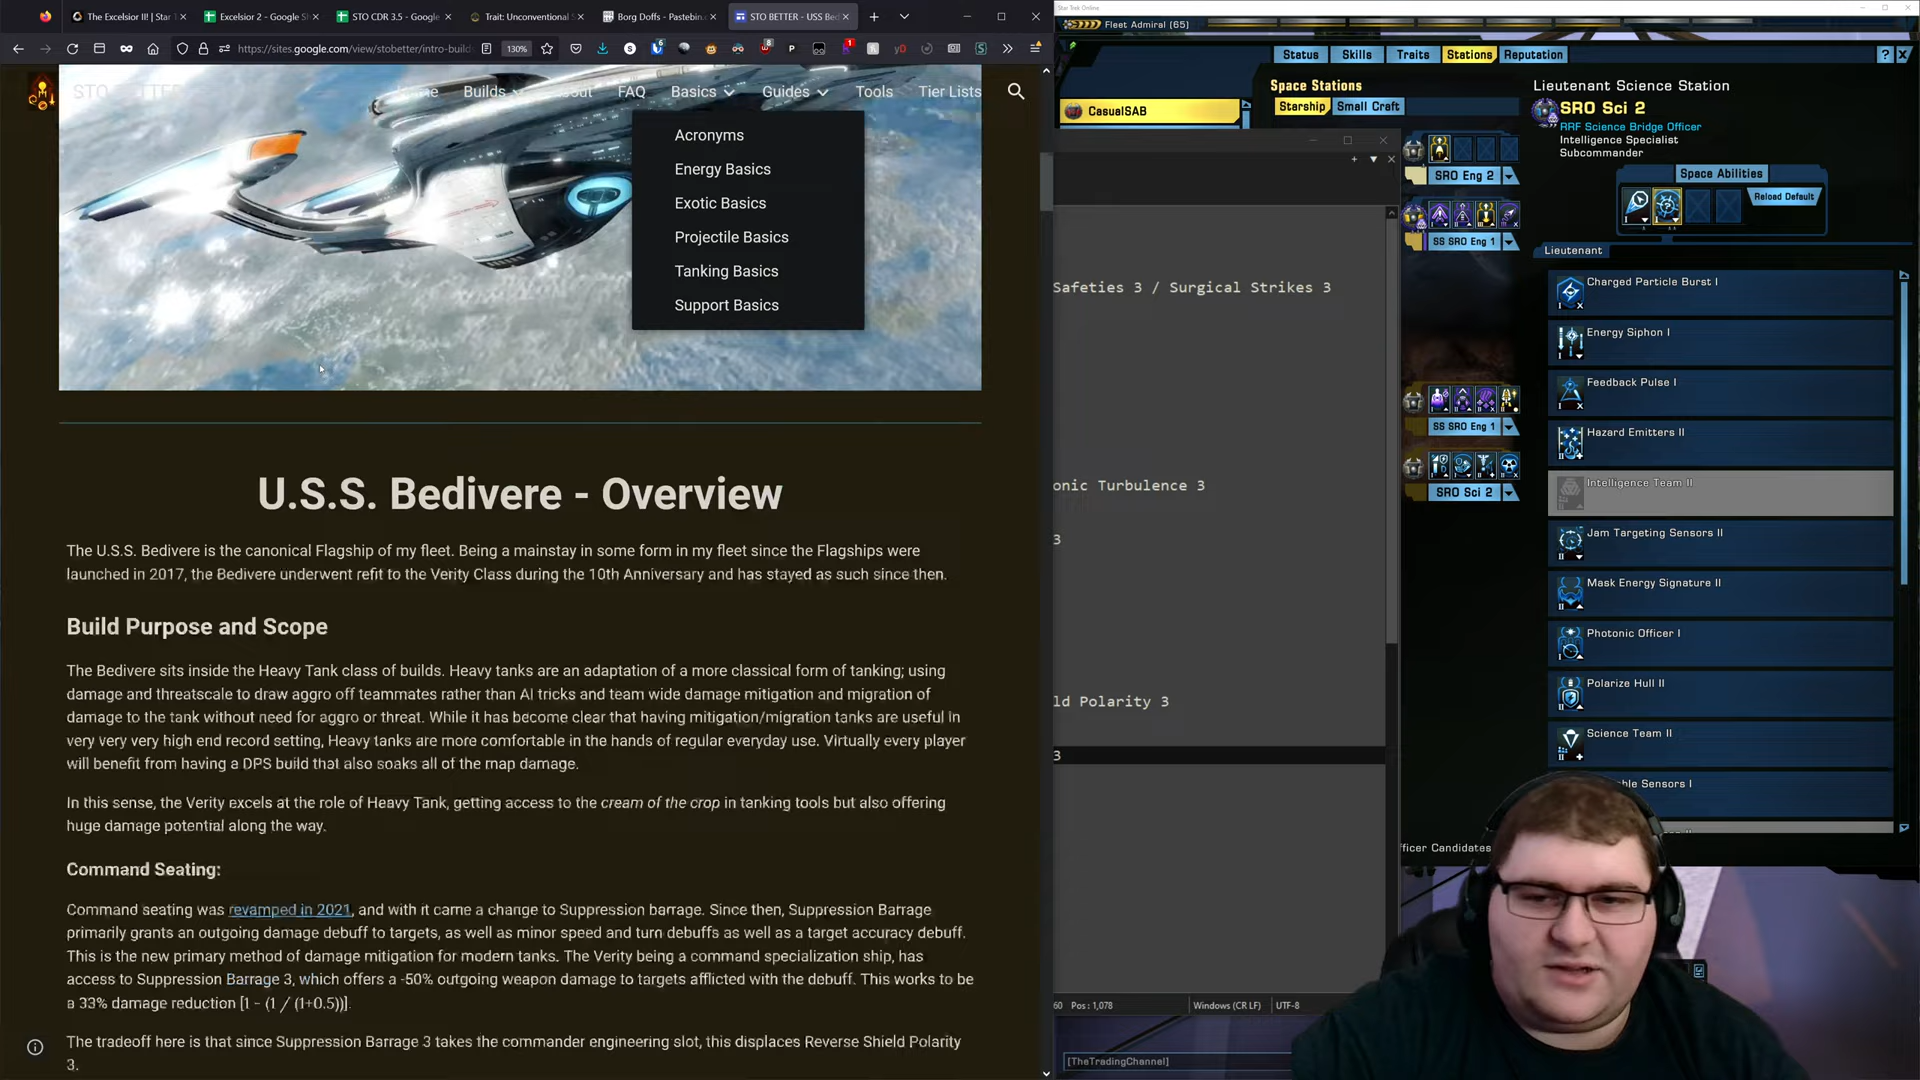 The Excelsior II! | Star T
Excelsior 2 - Google Sh
STO CDR 3.5 - Google
Trait: Unconventional S
Borg Doffs - Pastebin.c
STO BETTER - USS Bed
https://sites.google.com/view/stobetter/intro-build
130%
STO BETTER
Home
Builds
About
FAQ
Basics
Guides
Tools
Tier Lists
Acronyms
Energy Basics
Exotic Basics
Projectile Basics
Tanking Basics
Support Basics
U.S.S. Bedivere - Overview
The U.S.S. Bedivere is the canonical Flagship of my fleet. Being a mainstay in some form in my fleet since the Flagships were
launched in 2017, the Bedivere underwent refit to the Verity Class during the 10th Anniversary and has stayed as such since then.
Build Purpose and Scope
The Bedivere sits inside the Heavy Tank class of builds. Heavy tanks are an adaptation of a more classical form of tanking; using
damage and threatscale to draw aggro off teammates rather than AI tricks and team wide damage mitigation and migration of
damage to the tank without need for aggro or threat. While it has become clear that having mitigation/migration tanks are useful in
very very very high end record setting, Heavy tanks are more comfortable in the hands of regular everyday use. Virtually every player
will benefit from having a DPS build that also soaks all of the map damage.
In this sense, the Verity excels at the role of Heavy Tank, getting access to the cream of the crop in tanking tools but also offering
huge damage potential along the way.
Command Seating:
Command seating was revamped in 2021, and with it came a change to Suppression barrage. Since then, Suppression Barrage
primarily grants an outgoing damage debuff to targets, as well as minor speed and turn debuffs as well as a target accuracy debuff.
This is the new primary method of damage mitigation for modern tanks. The Verity being a command specialization ship, has
access to Suppression Barrage 3, which offers a -50% outgoing weapon damage to targets afflicted with the debuff. This works to be
a 33% damage reduction [1 - (1 / (1+0.5))].
The tradeoff here is that since Suppression Barrage 3 takes the commander engineering slot, this displaces Reverse Shield Polarity
3.
Safeties 3 / Surgical Strikes 3
onic Turbulence 3
3
ld Polarity 3
3
60 Pos : 1,078
Windows (CR LF)
UTF-8
[TheTradingChannel]
Star Trek Online
Fleet Admiral (65)
Status
Skills
Traits
Stations
Reputation
?
X
Space Stations
Starship
Small Craft
CasualSAB
SRO Eng 2
SS SRO Eng 1
SS SRO Eng 1
SRO Sci 2
fficer Candidates
Lieutenant Science Station
SRO Sci 2
RRF Science Bridge Officer
Intelligence Specialist
Subcommander
Space Abilities
Reload Default
Lieutenant
Charged Particle Burst I
Energy Siphon I
Feedback Pulse I
Hazard Emitters II
Intelligence Team II
Jam Targeting Sensors II
Mask Energy Signature II
Photonic Officer I
Polarize Hull II
Science Team II
ble Sensors I